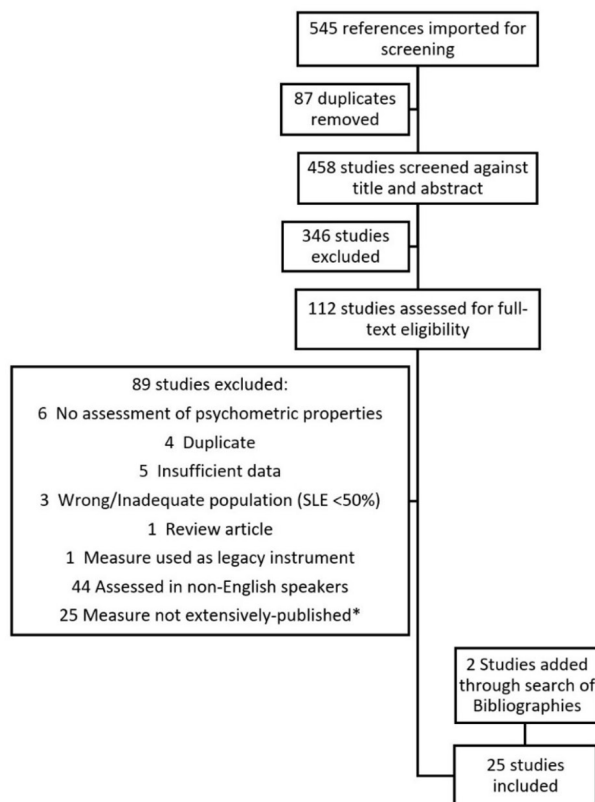 545 references imported for
screening
87 duplicates
removed
458 studies screened against
title and abstract
346 studies
excluded
112 studies assessed for full-
text eligibility
89 studies excluded:
6 No assessment of psychometric properties
4 Duplicate
5 Insufficient data
3 Wrong/Inadequate population (SLE <50%)
1 Review article
1 Measure used as legacy instrument
44 Assessed in non-English speakers
25 Measure not extensively-published*
2 Studies added
through search of
Bibliographies
25 studies
included